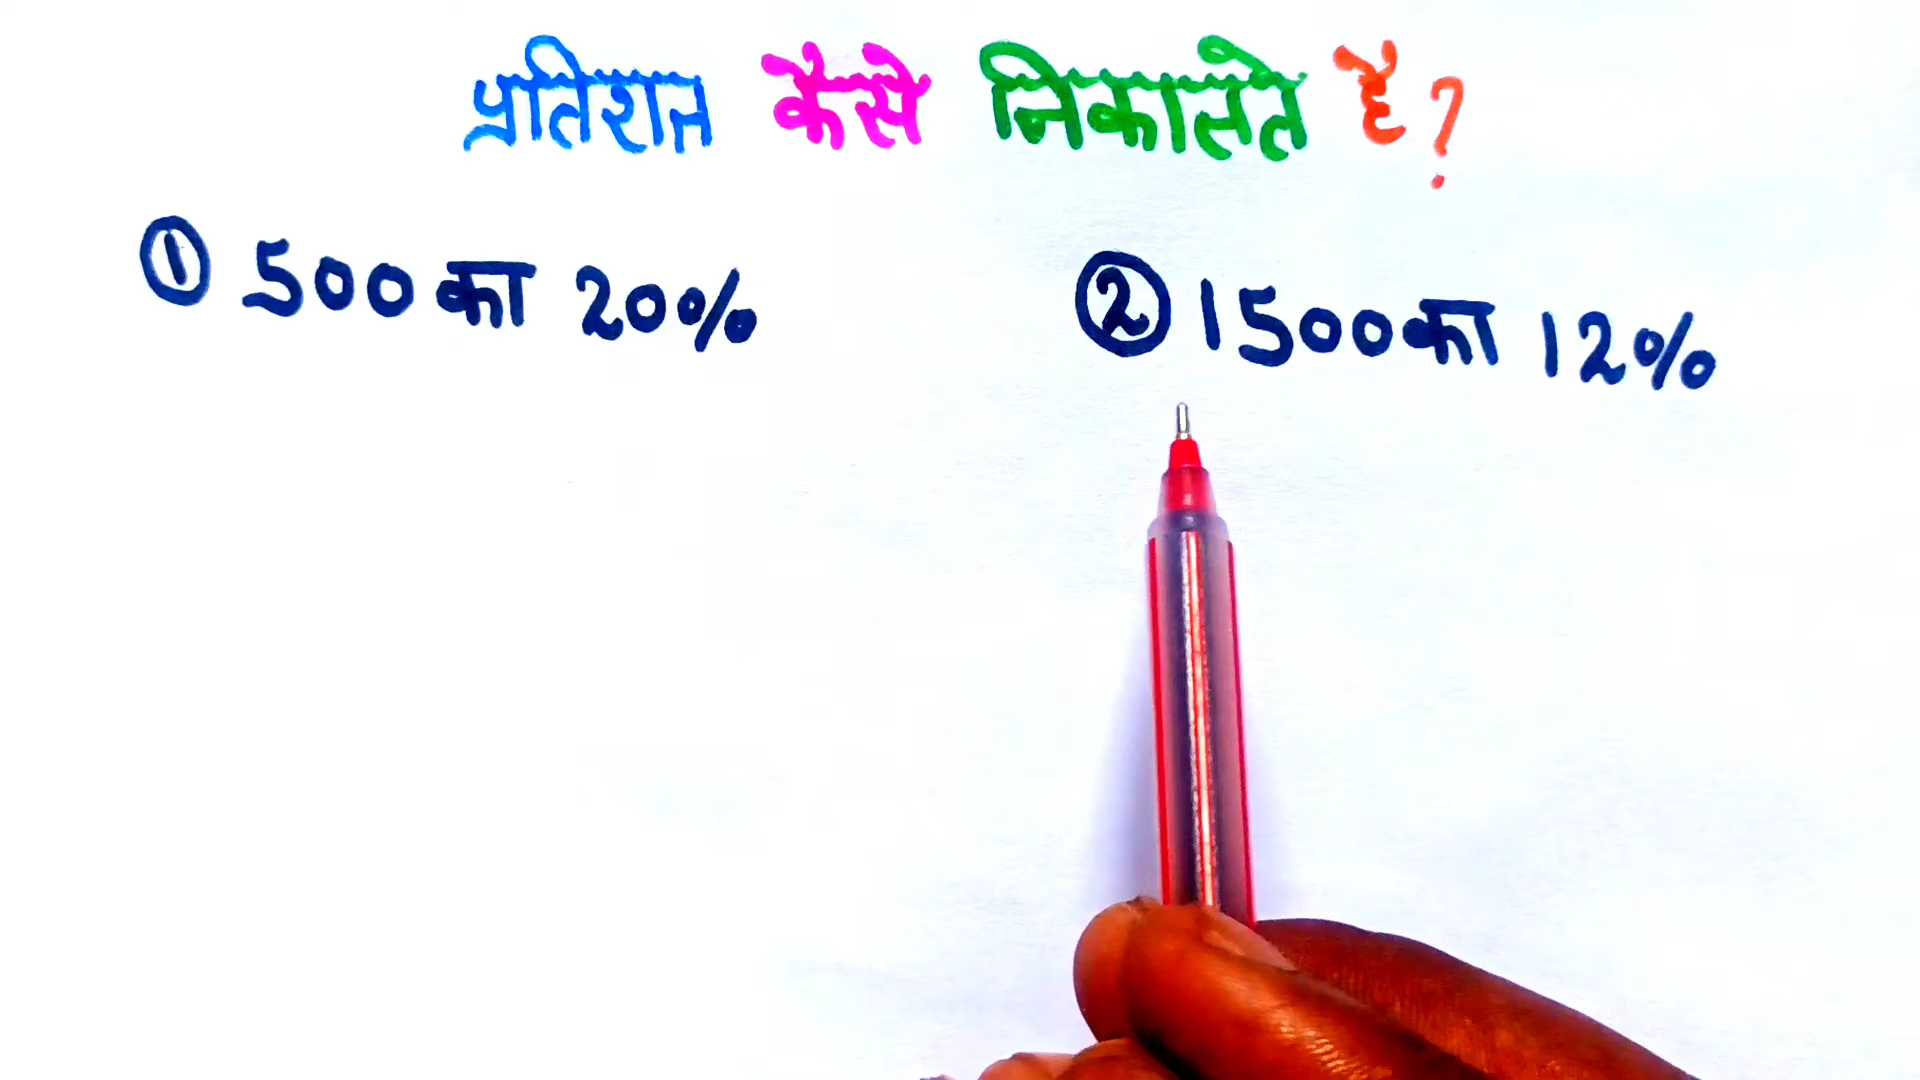 प्रतिशत कैसे निकालते है?
① 500 का 20%
② 1500 का 12%